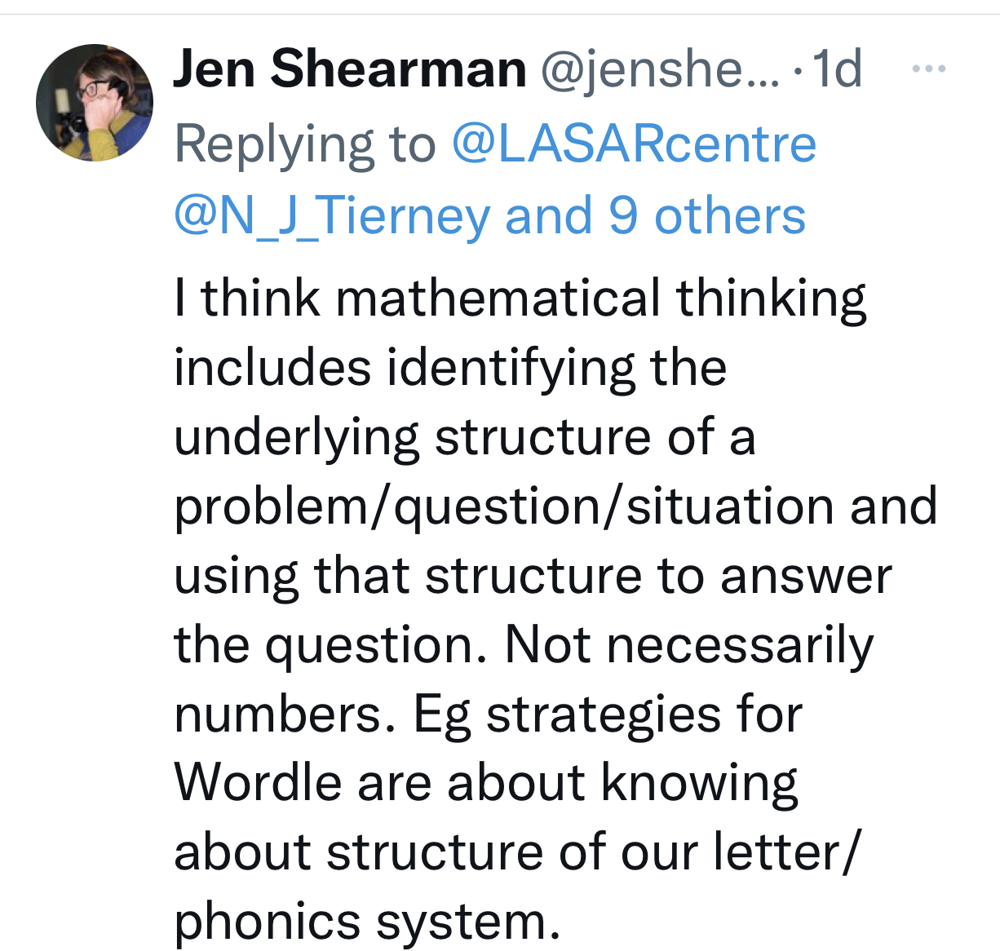 Jen Shearman @jenshe... · 1d
Replying to @LASARcentre
@N_J_Tierney and 9 others
I think mathematical thinking
includes identifying the
underlying structure of a
problem/question/situation and
using that structure to answer
the question. Not necessarily
numbers. Eg strategies for
Wordle are about knowing
about structure of our letter/
phonics system.